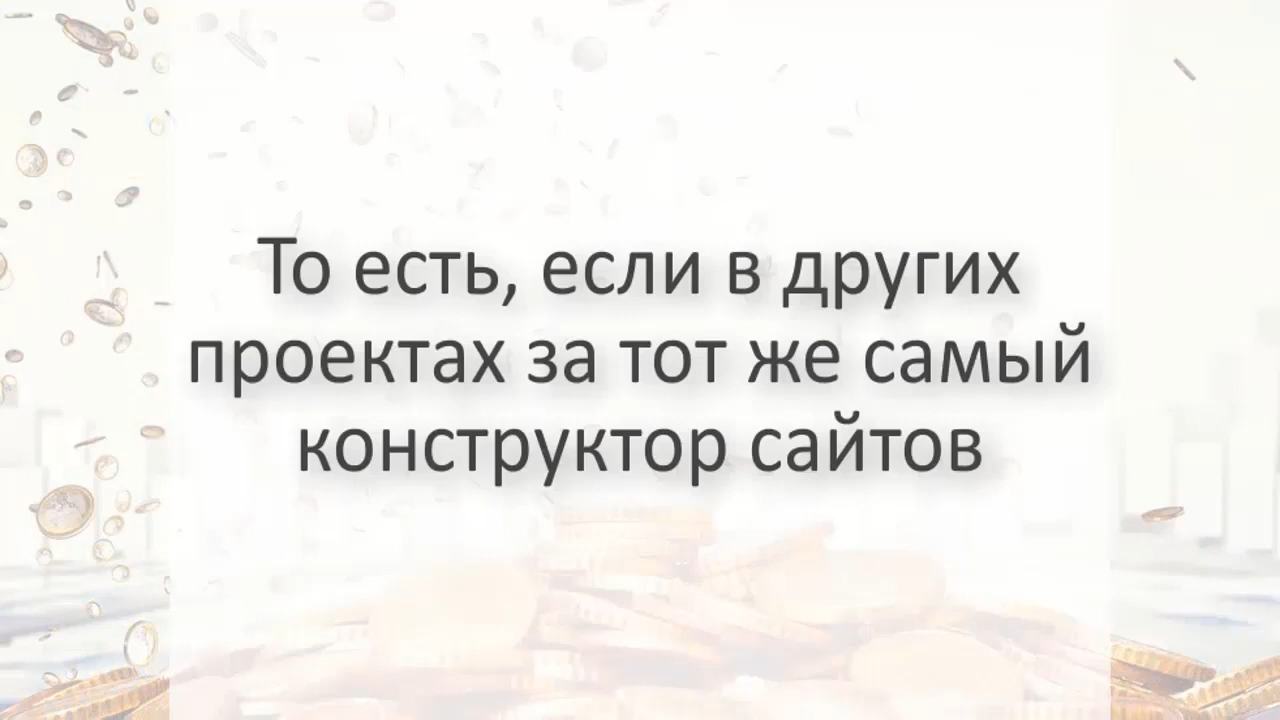 То есть, если в других
проектах за тот же самый
конструктор сайтов